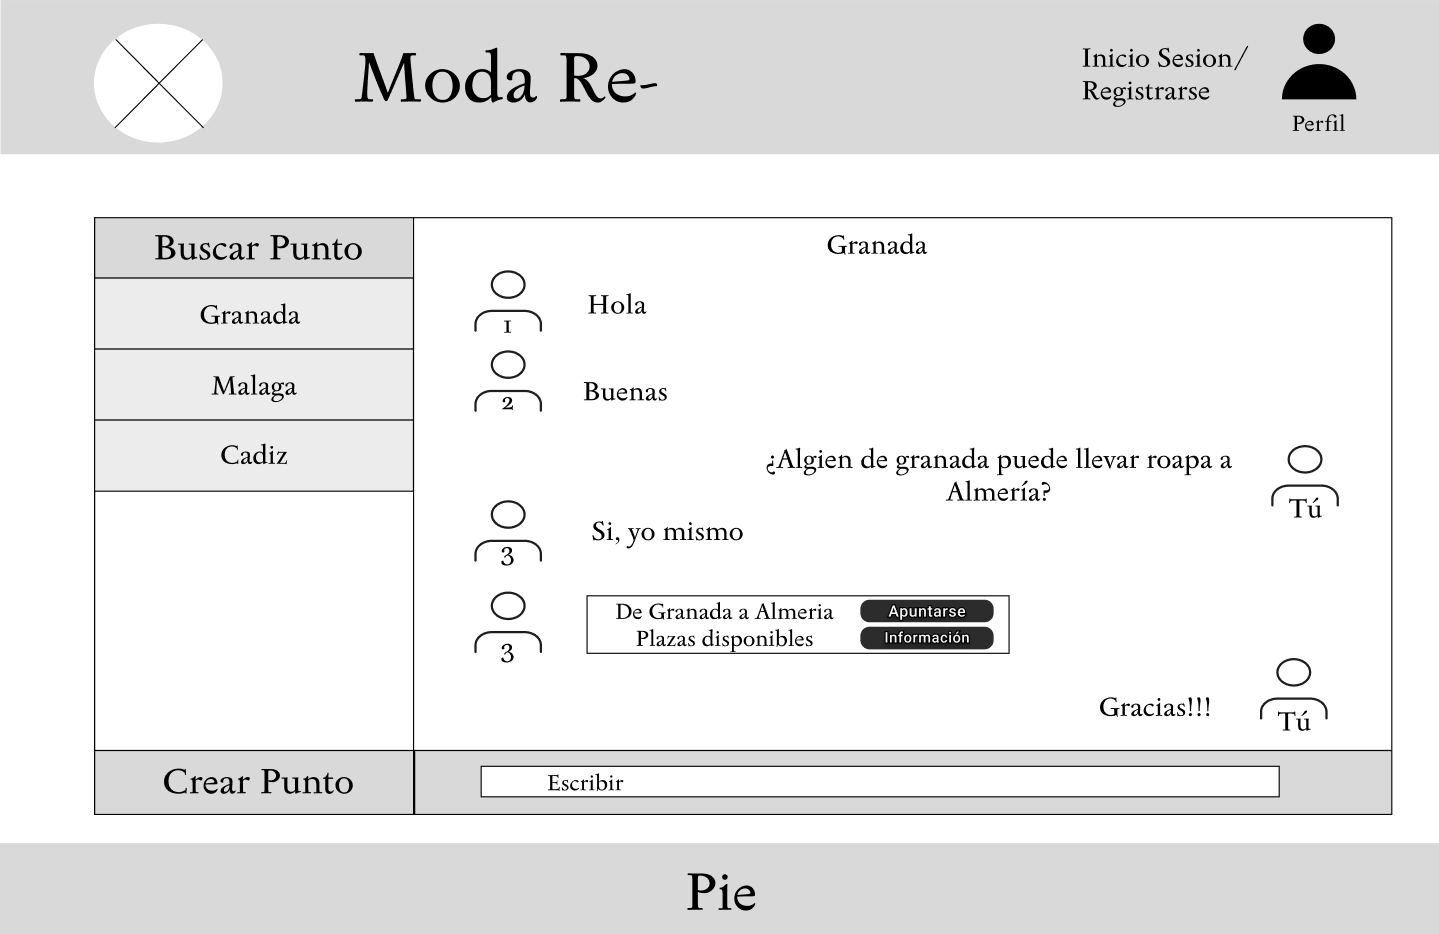 Moda Re-
Inicio Sesion/
Registrarse
Perfil
Buscar Punto
Granada
Malaga
Cadiz
Crear Punto
Granada
1
Hola
2
Buenas
¿Algien de granada puede llevar roapa a
Almería?
Tú
3
Si, yo mismo
3
De Granada a Almeria
Apuntarse
Plazas disponibles
Información
Gracias!!!
Tú
Escribir
Pie